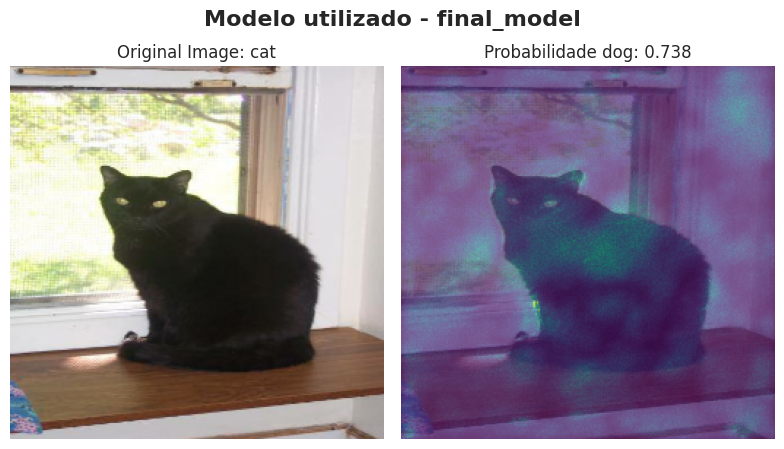 Modelo utilizado - final_model
Original Image: cat
Probabilidade dog: 0.738